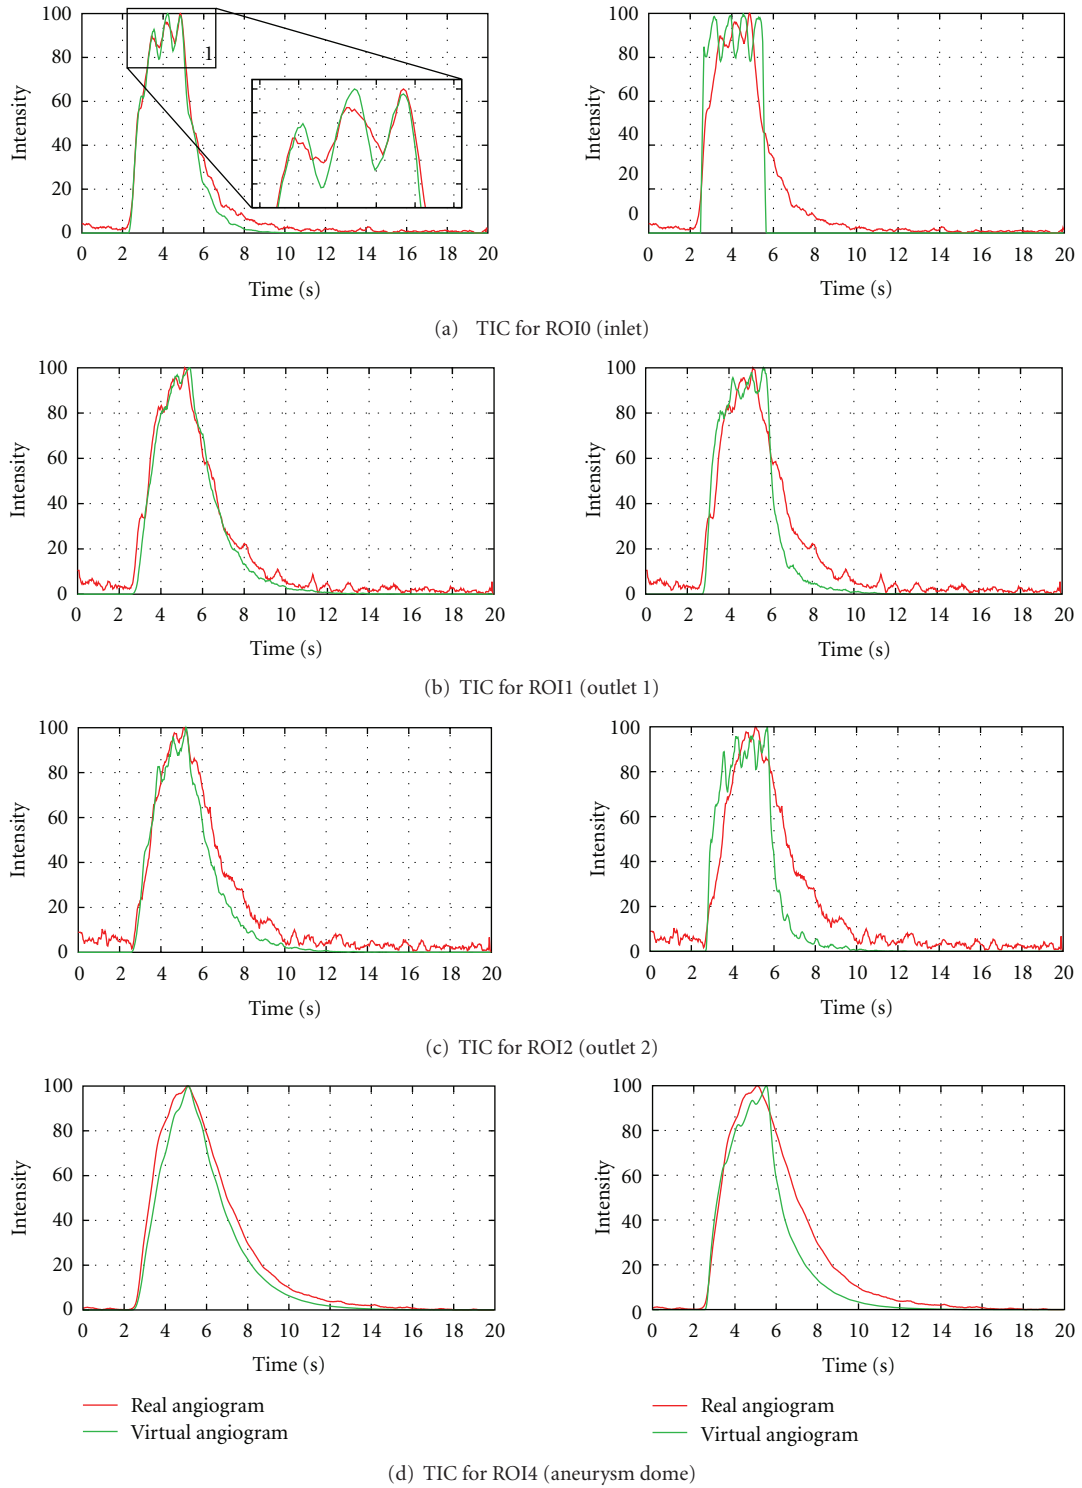 100
80
60
40
20
0
Intensity
1
0 2 4 6 8 10 12 14 16 18 20
Time (s)
100
80
60
40
20
0
0
Intensity
0 2 4 6 8 10 12 14 16 18 20
Time (s)
(a) TIC for ROI0 (inlet)
100
80
60
40
20
0
Intensity
0 2 4 6 8 10 12 14 16 18 20
Time (s)
100
80
60
40
20
0
Intensity
0 2 4 6 8 10 12 14 16 18 20
Time (s)
(b) TIC for ROI1 (outlet 1)
100
80
60
40
20
0
Intensity
0 2 4 6 8 10 12 14 16 18 20
Time (s)
100
80
60
40
20
0
Intensity
0 2 4 6 8 10 12 14 16 18 20
Time (s)
(c) TIC for ROI2 (outlet 2)
100
80
60
40
20
0
Intensity
0 2 4 6 8 10 12 14 16 18 20
Time (s)
Real angiogram
Virtual angiogram
100
80
60
40
20
0
Intensity
0 2 4 6 8 10 12 14 16 18 20
Time (s)
Real angiogram
Virtual angiogram
(d) TIC for ROI4 (aneurysm dome)